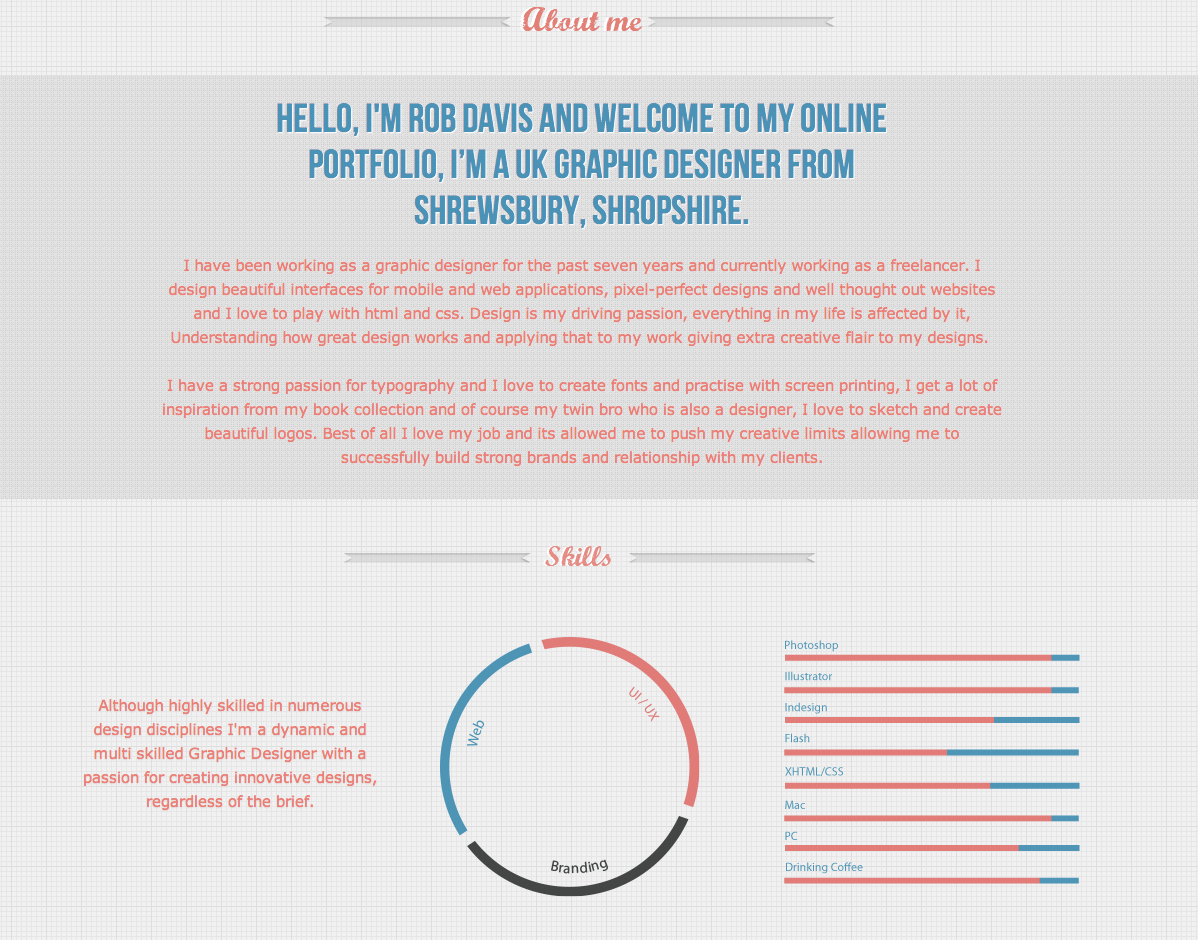 About me
HELLO, I'M ROB DAVIS AND WELCOME TO MY ONLINE
PORTFOLIO, I’M A UK GRAPHIC DESIGNER FROM
SHREWSBURY, SHROPSHIRE.
I have been working as a graphic designer for the past seven years and currently working as a freelancer. I
design beautiful interfaces for mobile and web applications, pixel-perfect designs and well thought out websites
and I love to play with html and css. Design is my driving passion, everything in my life is affected by it,
Understanding how great design works and applying that to my work giving extra creative flair to my designs.
I have a strong passion for typography and I love to create fonts and practise with screen printing, I get a lot of
inspiration from my book collection and of course my twin bro who is also a designer, I love to sketch and create
beautiful logos. Best of all I love my job and its allowed me to push my creative limits allowing me to
successfully build strong brands and relationship with my clients.
Skills
Although highly skilled in numerous
design disciplines I'm a dynamic and
multi skilled Graphic Designer with a
passion for creating innovative designs,
regardless of the brief.
UI / UX
Web
Branding
Photoshop
Illustrator
Indesign
Flash
XHTML/CSS
Mac
PC
Drinking Coffee